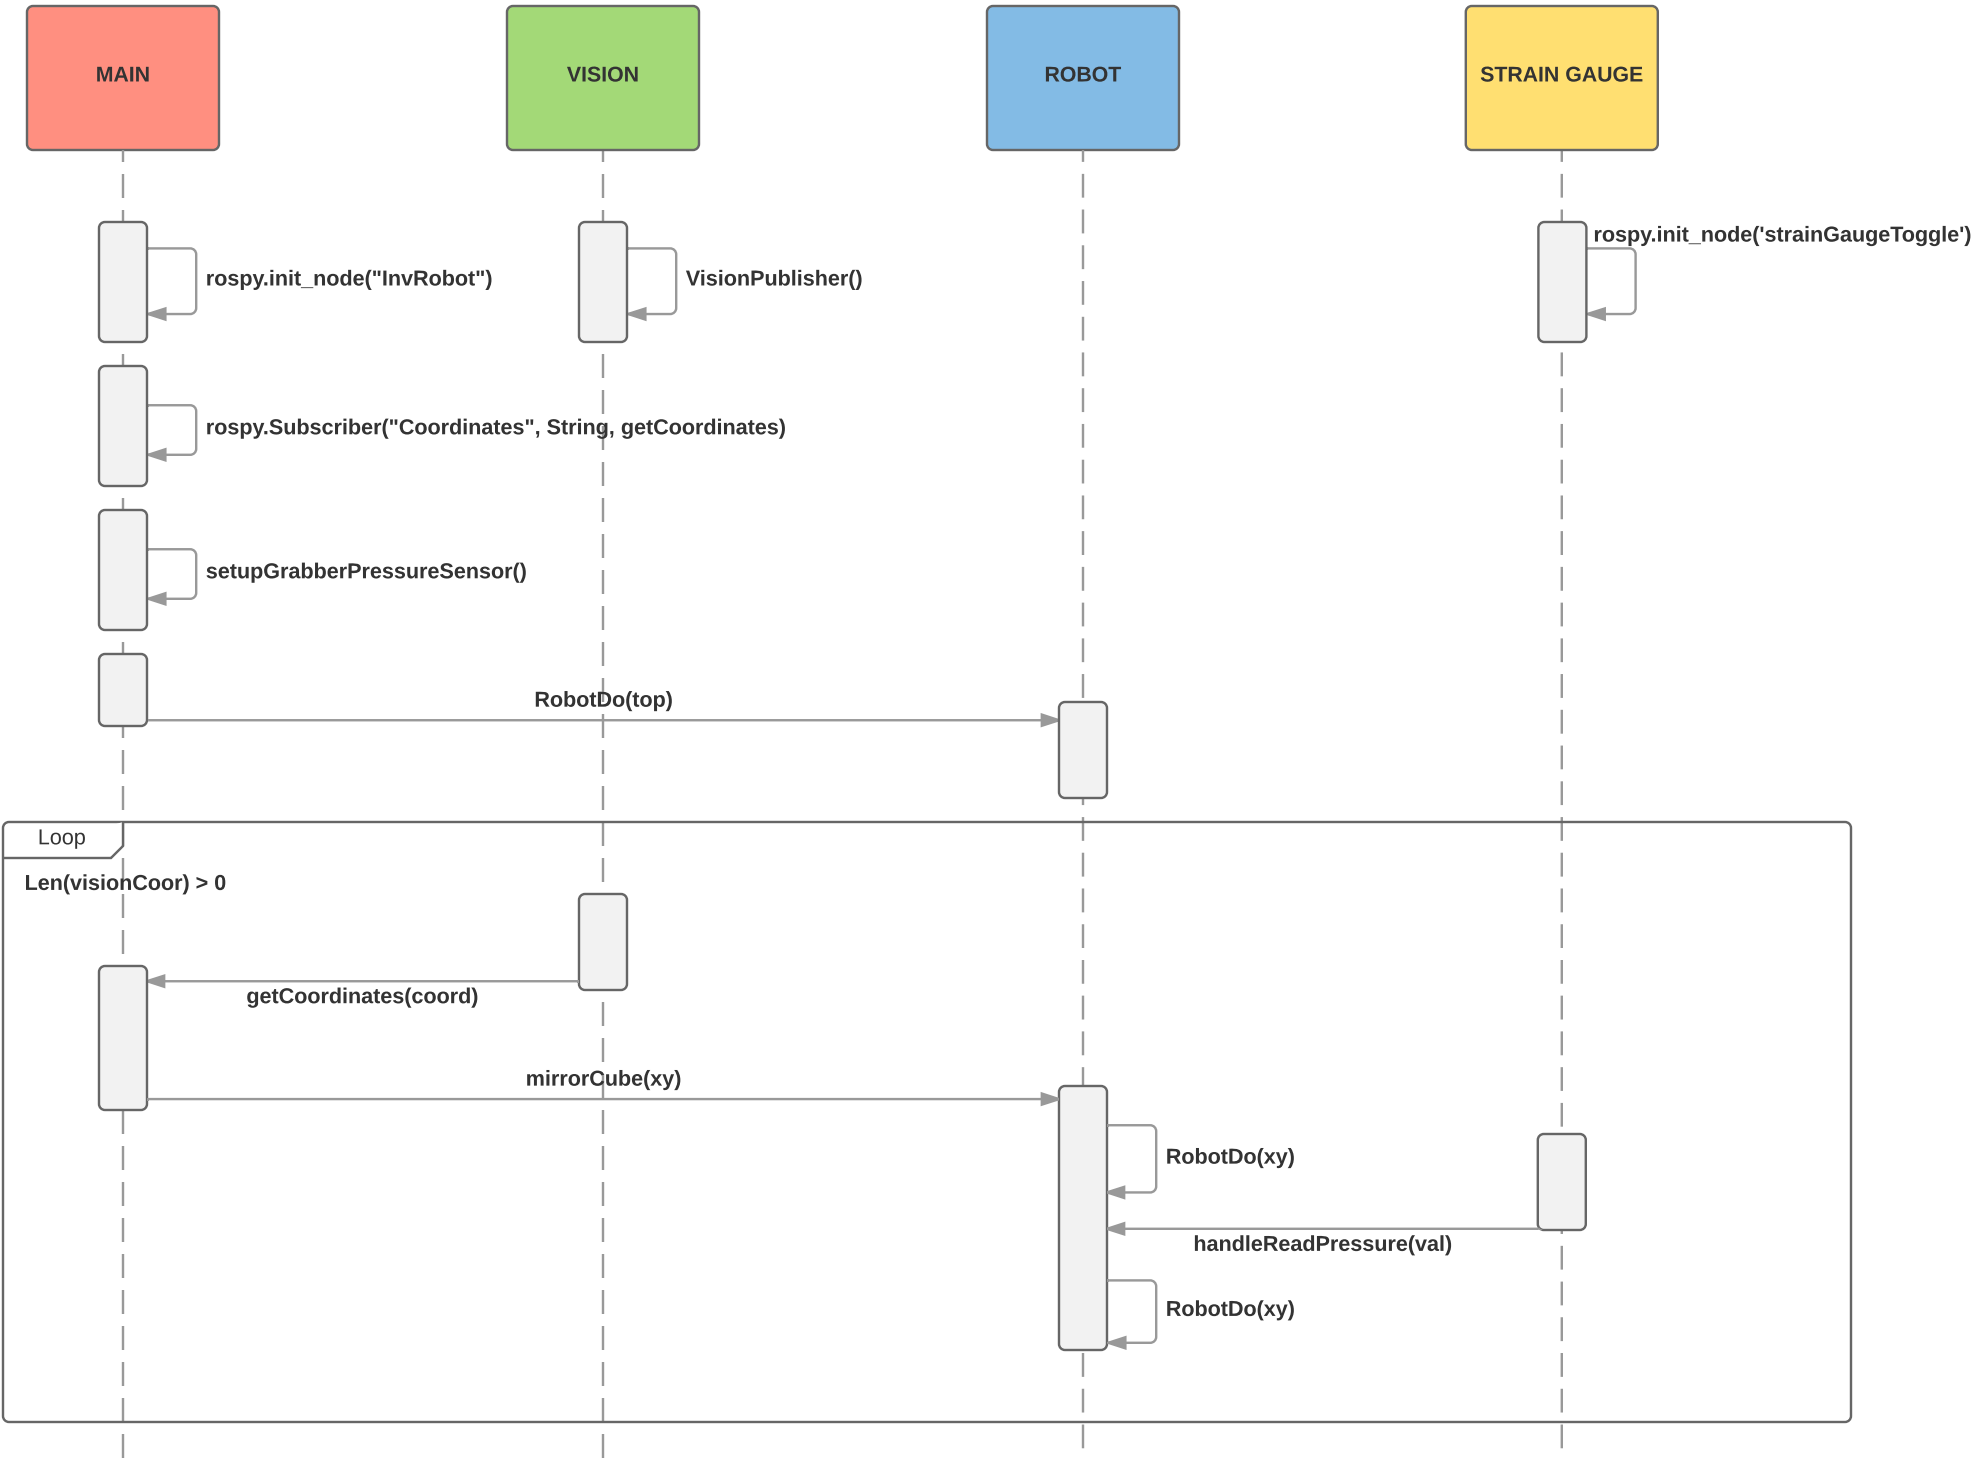 MAIN
VISION
ROBOT
STRAIN GAUGE
rospy.init_node('strainGaugeToggle')
rospy.init_node("InvRobot")
VisionPublisher()
rospy.Subscriber("Coordinates", String, getCoordinates)
setupGrabberPressureSensor()
RobotDo(top)
Loop
Len(visionCoor) > 0
getCoordinates(coord)
mirrorCube(xy)
RobotDo(xy)
handleReadPressure(val)
RobotDo(xy)